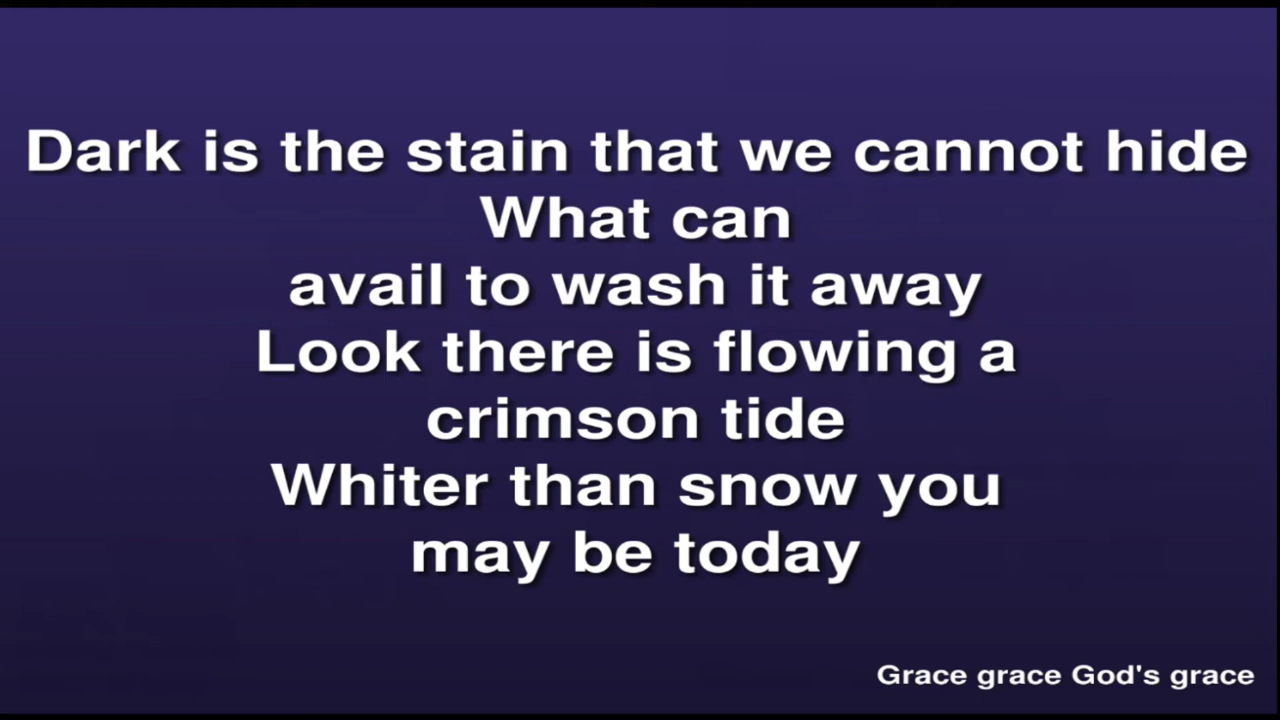 Dark is the stain that we cannot hide
What can
avail to wash it away
Look there is flowing a
crimson tide
Whiter than snow you
may be today
Grace grace God's grace